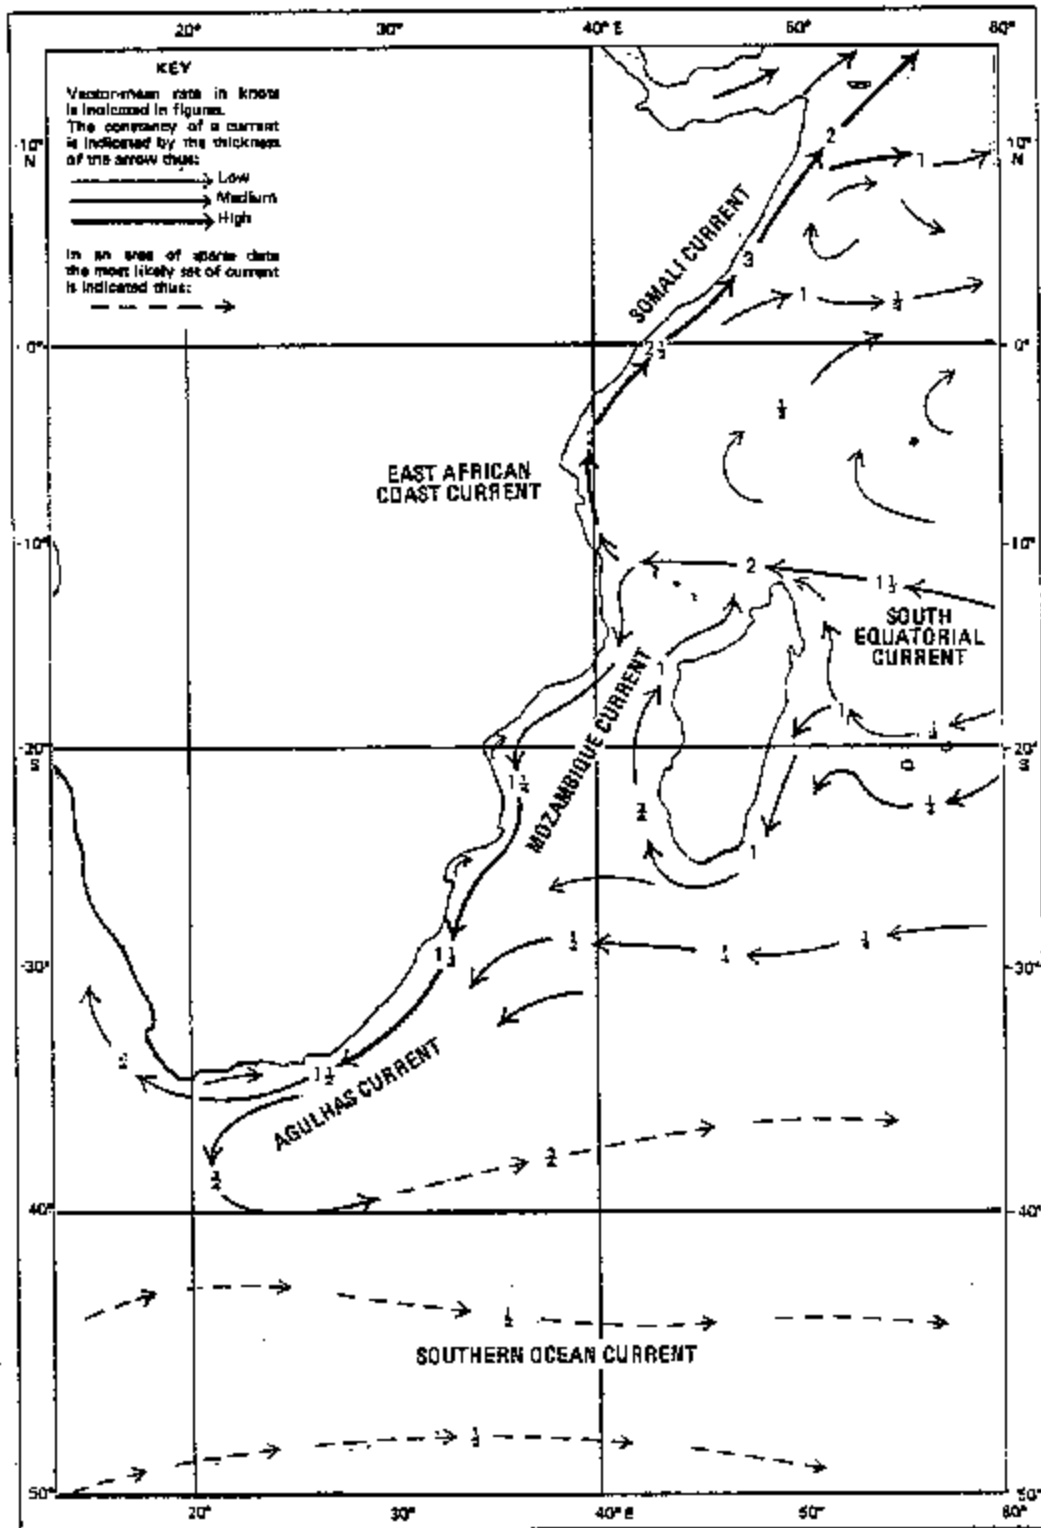 20°
40° E
50°
60°
KEY
Vector-mean rate in knots
is indicated in figures.
The constancy of a current
is indicated by the thickness
of the arrow thus:
Low
Medium
High
In an area of sparse data
the most likely set of current
is indicated thus:
10°
N
10°
N
2
1
SOMALI CURRENT
3
1
0°
2½
0°
EAST AFRICAN
COAST CURRENT
10°
10°
2
1½
SOUTH
EQUATORIAL
CURRENT
MOZAMBIQUE CURRENT
1
1
20°
S
20°
S
1½
1
30°
30°
1½
1½
AGULHAS CURRENT
40°
40°
SOUTHERN OCEAN CURRENT
50°
50°
20°
30°
40° E
50°
60°